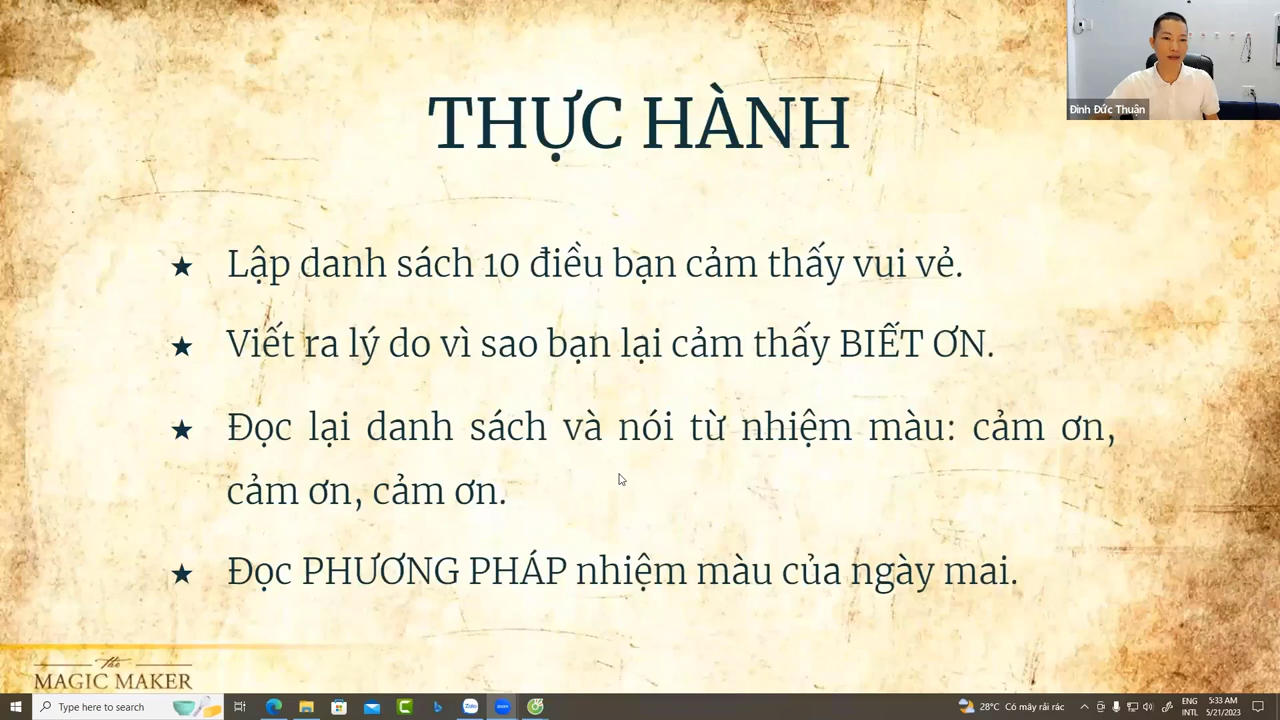 Đinh Đức Thuận
THỰC HÀNH
★ Lập danh sách 10 điều bạn cảm thấy vui vẻ.
★ Viết ra lý do vì sao bạn lại cảm thấy BIẾT ƠN.
★ Đọc lại danh sách và nói từ nhiệm màu: cảm ơn,
cảm ơn, cảm ơn.
★ Đọc PHƯƠNG PHÁP nhiệm màu của ngày mai.
the
MAGIC MAKER
Type here to search
Zalo
zoom
28°C Có mây rải rác
ENG
INTL
5:33 AM
5/21/2023